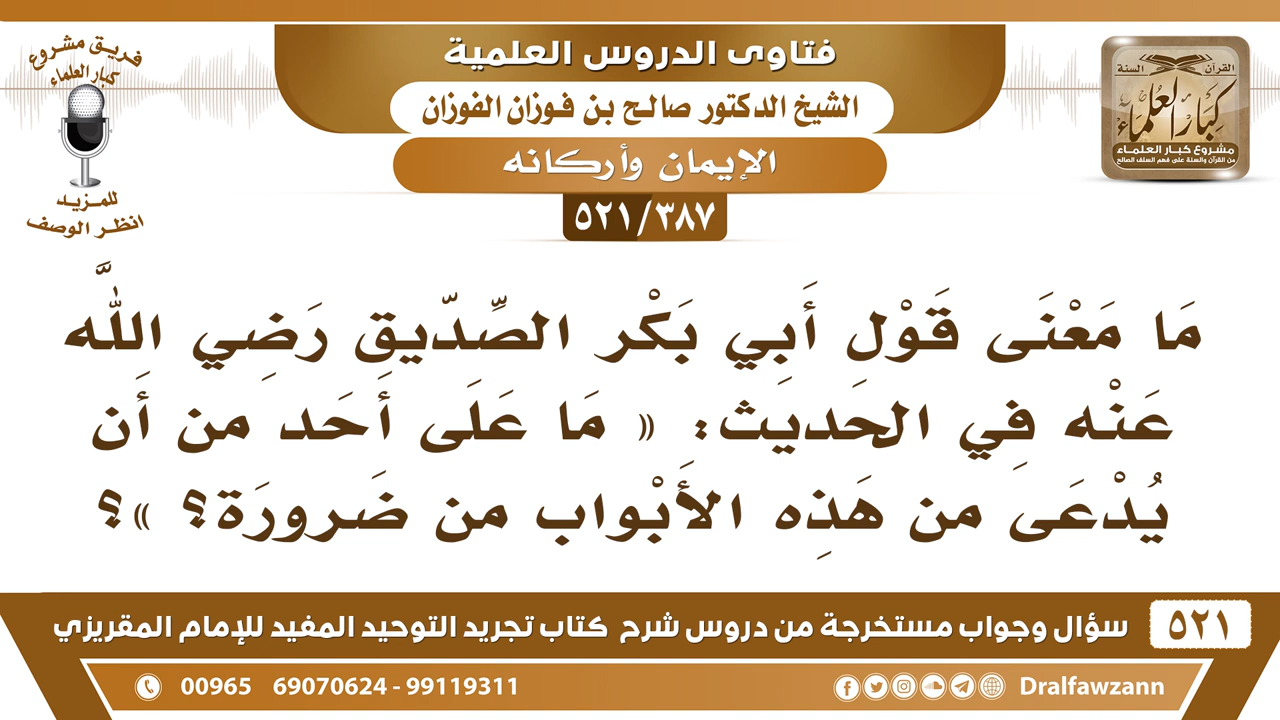 فتاوى الدروس العلمية
الشيخ الدكتور صالح بن فوزان الفوزان
الإيمان وأركانه
٥٢١/٣٨٧
فريق مشروع
كبار العلماء
للمزيد
انظر الوصف
القرآن السنة
كبار العلماء
مشروع كبار العلماء
من القرآن والسنة على فهم السلف الصالح
مَا مَعْنَى قَوْل أَبِي بَكْر الصِّدّيق رَضِي اللَّه
عَنْه فِي الحَدِيث: « مَا عَلَى أَحَد من أَن
يُدْعَى من هَذِه الأَبْواب من ضَرورَة؟ »؟
٥٢١ سؤال وجواب مستخرجة من دروس شرح كتاب تجريد التوحيد المفيد للإمام المقريزي
00965 69070624 - 99119311
Dralfawzann